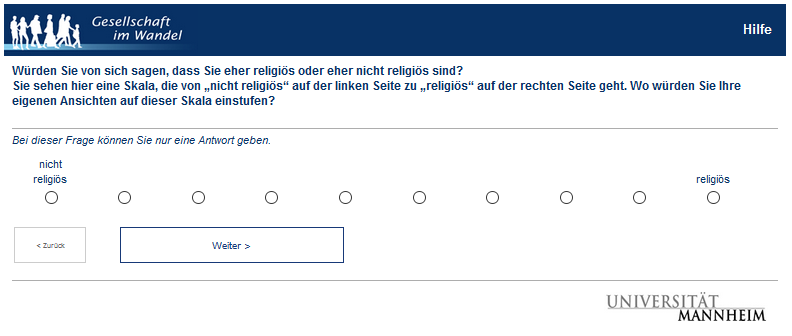 Gesellschaft
im Wandel
Hilfe
Würden Sie von sich sagen, dass Sie eher religiös oder eher nicht religiös sind?
Sie sehen hier eine Skala, die von „nicht religiös“ auf der linken Seite zu „religiös“ auf der rechten Seite geht. Wo würden Sie Ihre
eigenen Ansichten auf dieser Skala einstufen?
Bei dieser Frage können Sie nur eine Antwort geben.
nicht
religiös
religiös
< Zurück
Weiter >
UNIVERSITÄT
MANNHEIM